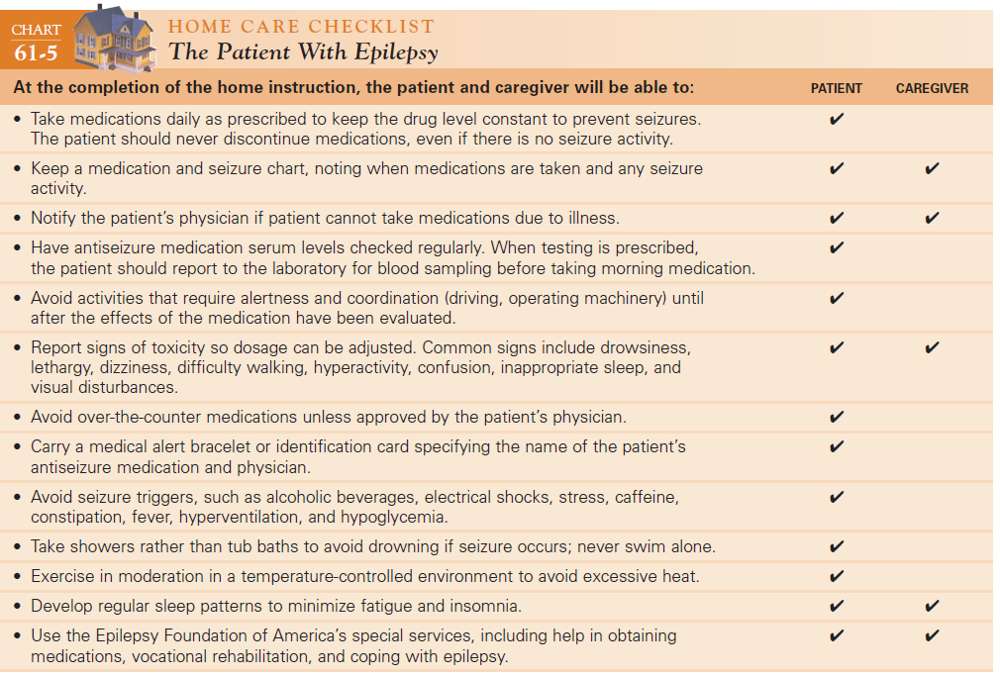 CHART
61-5
HOME CARE CHECKLIST
The Patient With Epilepsy
At the completion of the home instruction, the patient and caregiver will be able to: PATIENT CAREGIVER
• Take medications daily as prescribed to keep the drug level constant to prevent seizures. ✔
The patient should never discontinue medications, even if there is no seizure activity.
• Keep a medication and seizure chart, noting when medications are taken and any seizure ✔ ✔
activity.
• Notify the patient’s physician if patient cannot take medications due to illness. ✔ ✔
• Have antiseizure medication serum levels checked regularly. When testing is prescribed, ✔
the patient should report to the laboratory for blood sampling before taking morning medication.
• Avoid activities that require alertness and coordination (driving, operating machinery) until ✔
after the effects of the medication have been evaluated.
• Report signs of toxicity so dosage can be adjusted. Common signs include drowsiness, ✔ ✔
lethargy, dizziness, difficulty walking, hyperactivity, confusion, inappropriate sleep, and
visual disturbances.
• Avoid over-the-counter medications unless approved by the patient’s physician. ✔
• Carry a medical alert bracelet or identification card specifying the name of the patient’s ✔
antiseizure medication and physician.
• Avoid seizure triggers, such as alcoholic beverages, electrical shocks, stress, caffeine, ✔
constipation, fever, hyperventilation, and hypoglycemia.
• Take showers rather than tub baths to avoid drowning if seizure occurs; never swim alone. ✔
• Exercise in moderation in a temperature-controlled environment to avoid excessive heat. ✔
• Develop regular sleep patterns to minimize fatigue and insomnia. ✔ ✔
• Use the Epilepsy Foundation of America’s special services, including help in obtaining ✔ ✔
medications, vocational rehabilitation, and coping with epilepsy.